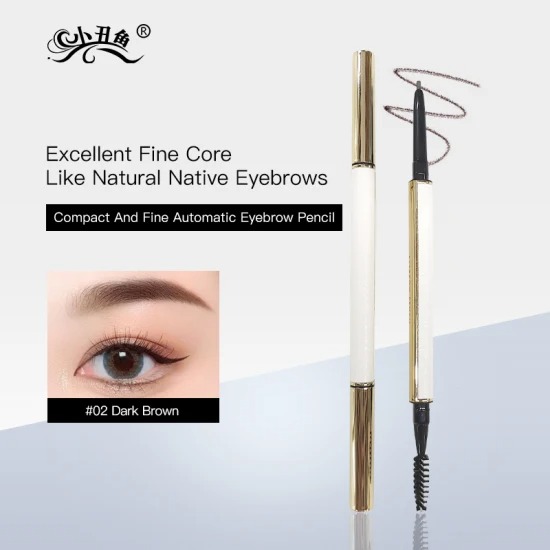 小丑鱼®
Excellent Fine Core
Like Natural Native Eyebrows
Compact And Fine Automatic Eyebrow Pencil
#02 Dark Brown